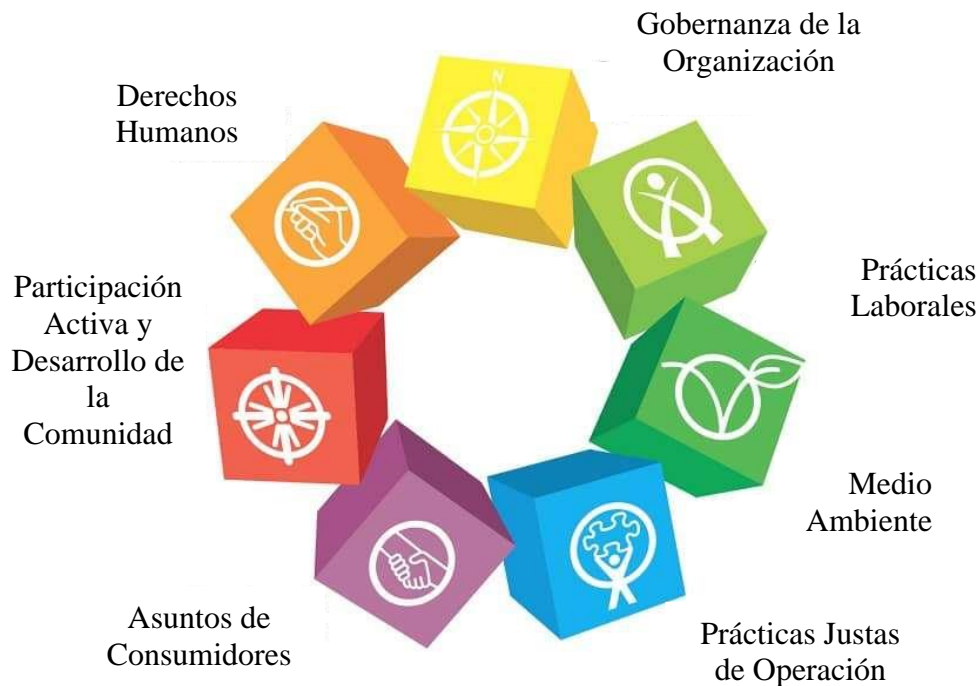 Gobernanza de la
Organización
Derechos
Humanos
N
Prácticas
Laborales
Participación
Activa y
Desarrollo de
la
Comunidad
Medio
Ambiente
Asuntos de
Consumidores
Prácticas Justas
de Operación